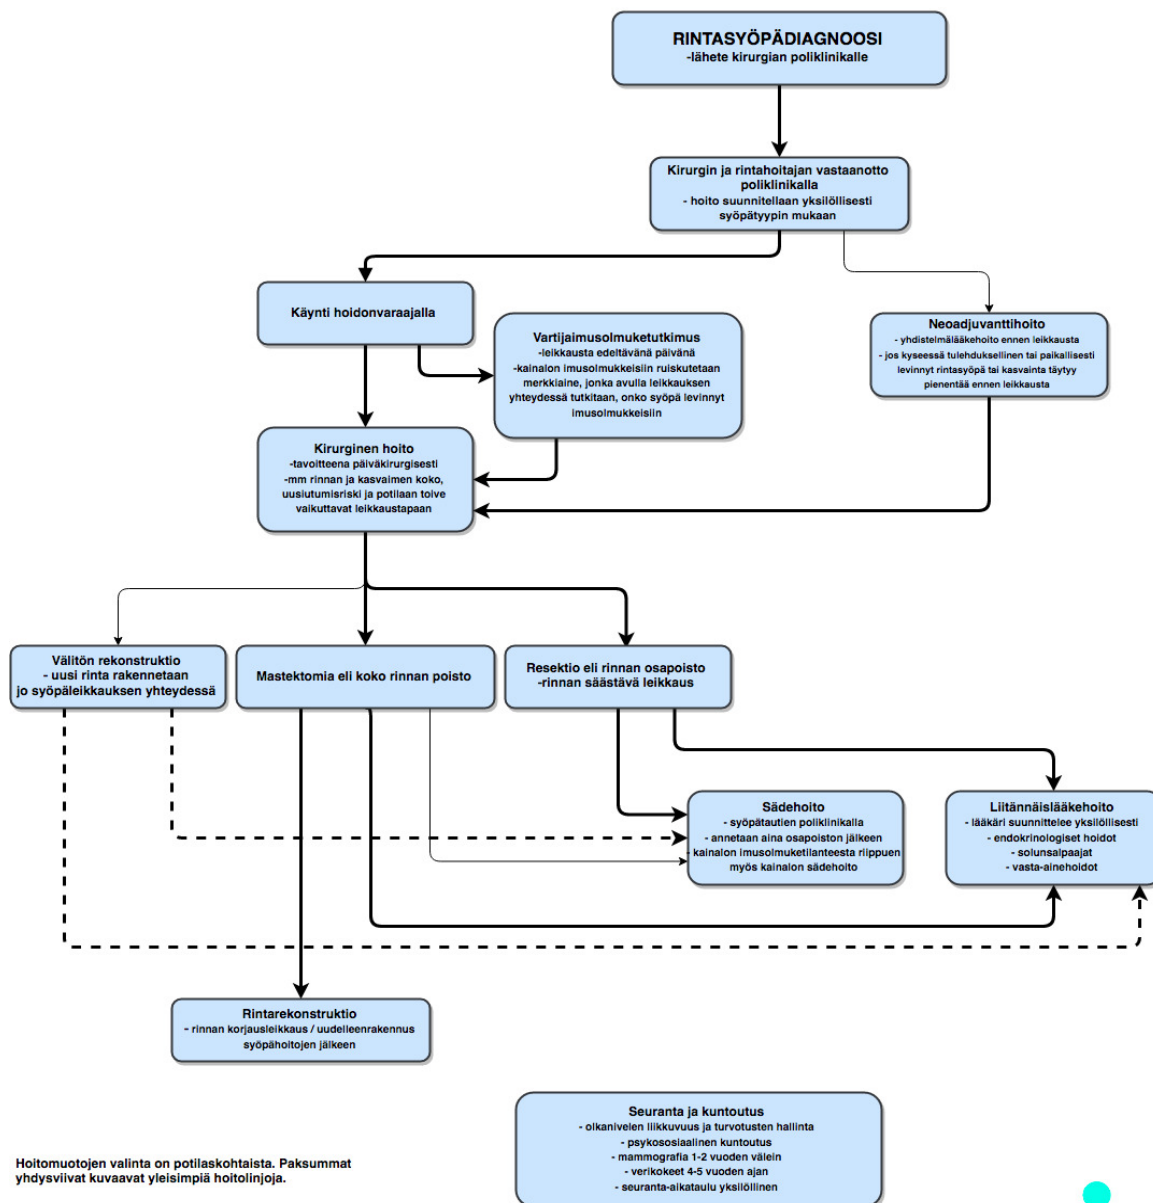 RINTASYÖPÄDIAGNOOSI
-lähete kirurgian poliklinikalle
Kirurgin ja rintahoitajan vastaanotto
poliklinikalla
- hoito suunnitellaan yksilöllisesti
syöpätyypin mukaan
Käynti hoidonvaraajalla
Vartijaimusolmuketutkimus
-leikkausta edeltävänä päivänä
-kainalon imusolmukkeisiin ruiskutetaan
merkkiaine, jonka avulla leikkauksen
yhteydessä tutkitaan, onko syöpä levinnyt
imusolmukkeisiin
Neoadjuvanttihoito
- yhdistelmälääkehoito ennen leikkausta
- jos kyseessä tulehduksellinen tai paikallisesti
levinnyt rintasyöpä tai kasvainta täytyy
pienentää ennen leikkausta
Kirurginen hoito
-tavoitteena päiväkirurgisesti
-mm rinnan ja kasvaimen koko,
uusiutumisriski ja potilaan toive
vaikuttavat leikkaustapaan
Välitön rekonstruktio
- uusi rinta rakennetaan
jo syöpäleikkauksen yhteydessä
Mastektomia eli koko rinnan poisto
Resektio eli rinnan osapoisto
-rinnan säästävä leikkaus
Sädehoito
- syöpätautien poliklinikalla
- annetaan aina osapoiston jälkeen
- kainalon imusolmuketilanteesta riippuen
myös kainalon sädehoito
Liitännäislääkehoito
- lääkäri suunnittelee yksilöllisesti
- endokrinologiset hoidot
- solunsalpaajat
- vasta-ainehoidot
Rintarekonstruktio
- rinnan korjausleikkaus / uudelleenrakennus
syöpähoitojen jälkeen
Seuranta ja kuntoutus
- olkanivelen liikkuvuus ja turvotusten hallinta
- psykososiaalinen kuntoutus
- mammografia 1-2 vuoden välein
- verikokeet 4-5 vuoden ajan
- seuranta-aikataulu yksilöllinen
Hoitomuotojen valinta on potilaskohtaista. Paksummat
yhdysviivat kuvaavat yleisimpiä hoitolinjoja.